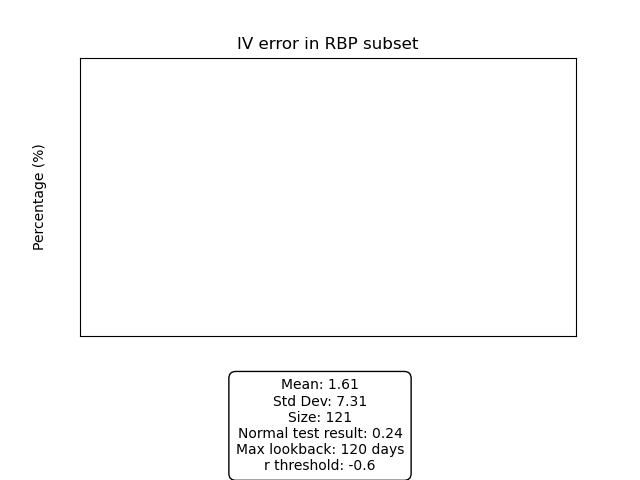 IV error in RBP subset
Percentage (%)
Mean: 1.61
Std Dev: 7.31
Size: 121
Normal test result: 0.24
Max lookback: 120 days
r threshold: -0.6